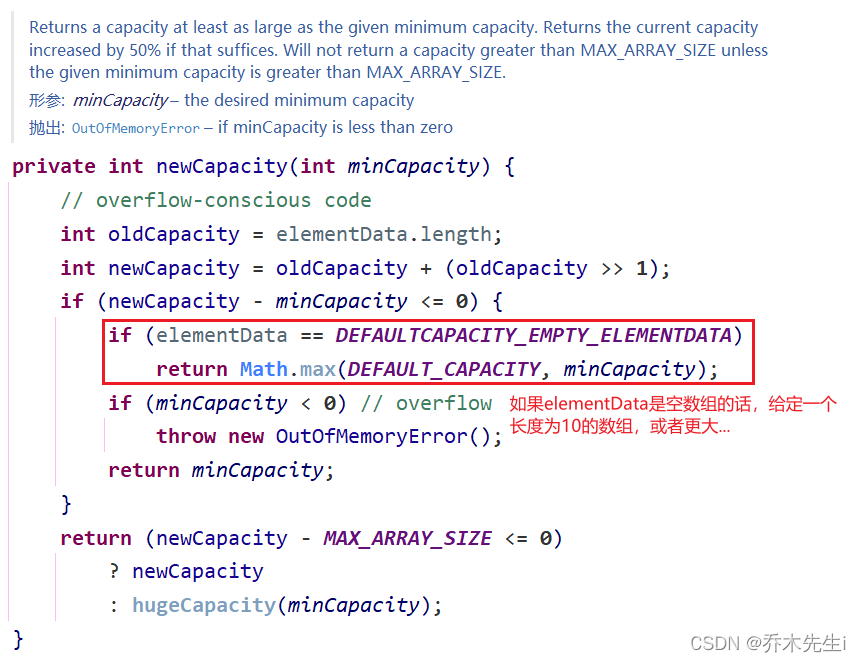 Returns a capacity at least as large as the given minimum capacity. Returns the current capacity
increased by 50% if that suffices. Will not return a capacity greater than MAX_ARRAY_SIZE unless
the given minimum capacity is greater than MAX_ARRAY_SIZE.
形参: minCapacity – the desired minimum capacity
抛出: OutOfMemoryError – if minCapacity is less than zero
private int newCapacity(int minCapacity) {
// overflow-conscious code
int oldCapacity = elementData.length;
int newCapacity = oldCapacity + (oldCapacity >> 1);
if (newCapacity - minCapacity <= 0) {
if (elementData == DEFAULTCAPACITY_EMPTY_ELEMENTDATA)
return Math.max(DEFAULT_CAPACITY, minCapacity);
if (minCapacity < 0) // overflow
如果elementData是空数组的话，给定一个
长度为10的数组，或者更大...
throw new OutOfMemoryError();
return minCapacity;
}
return (newCapacity - MAX_ARRAY_SIZE <= 0)
? newCapacity
: hugeCapacity(minCapacity);
}
CSDN @乔木先生i